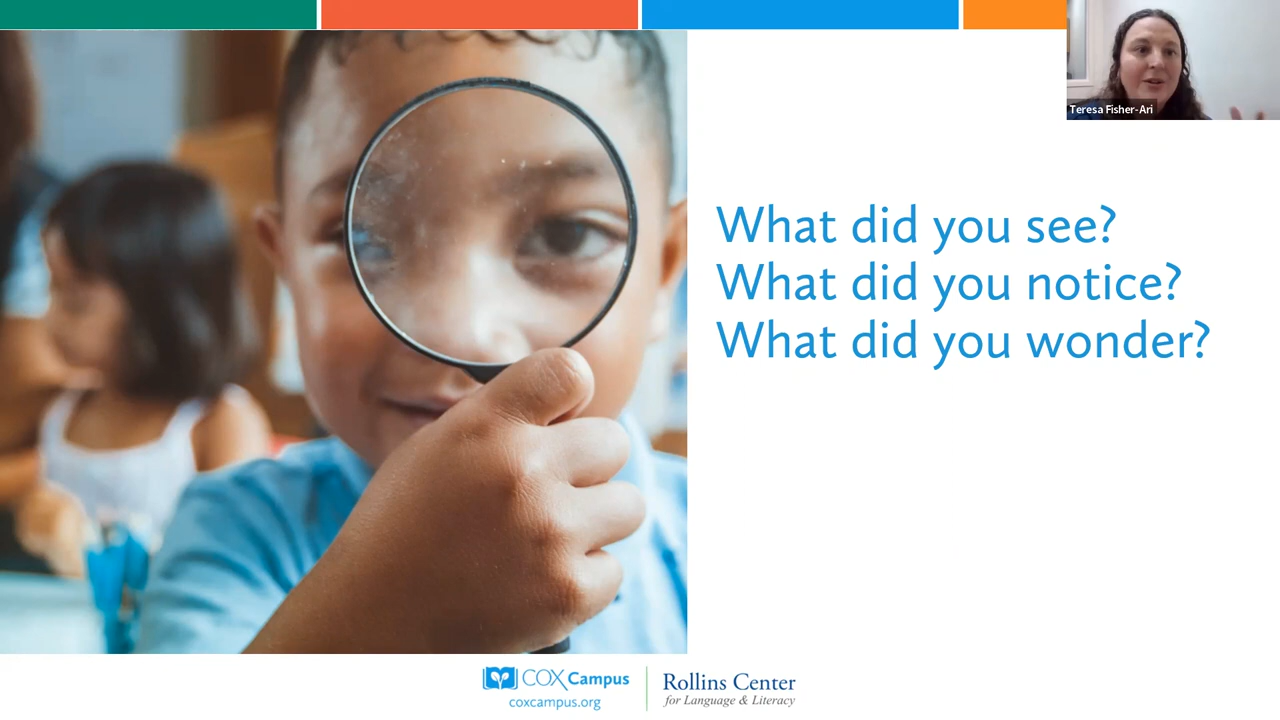 Teresa Fisher-Ari
What did you see?
What did you notice?
What did you wonder?
COX Campus
coxcampus.org
Rollins Center
for Language & Literacy